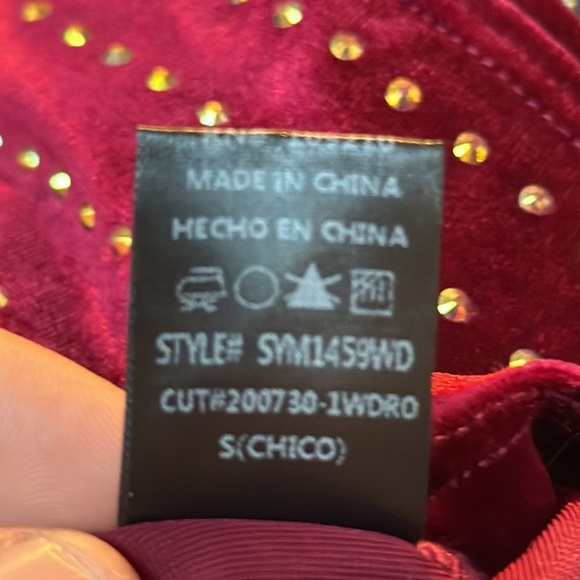 MADE IN CHINA
HECHO EN CHINA
STYLE# SYM1459WD
CUT#200730-1WDRO
S(CHICO)